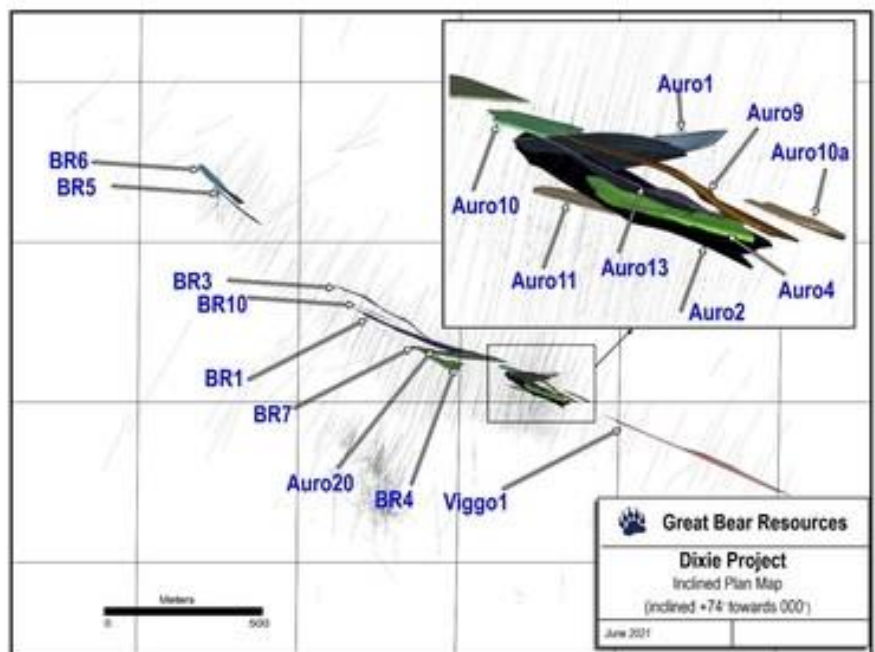 Auro1
Auro9
Auro10a
Auro10
Auro11
Auro13
Auro4
Auro2
BR6
BR5
BR3
BR10
BR1
BR7
Auro20
BR4
Viggo1
Great Bear Resources
Dixie Project
Inclined Plan Map
(inclined +74° towards 000°)
June 2021
Meters
0
500